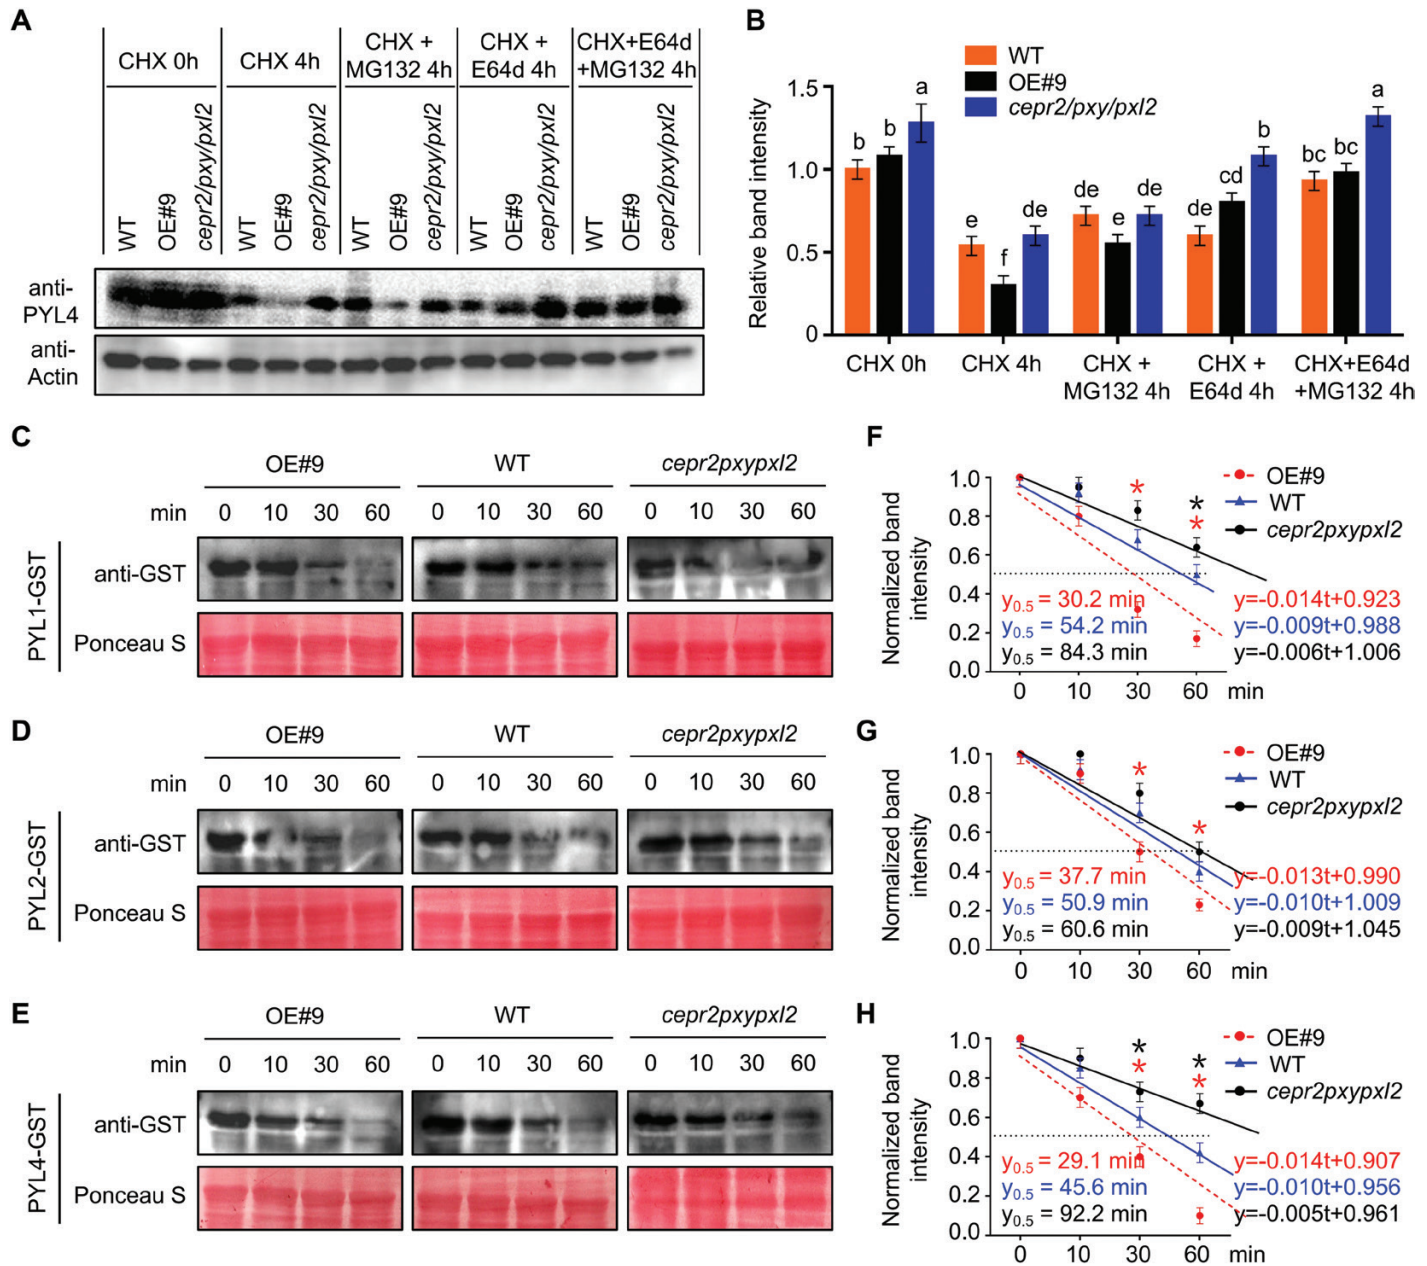 A
CHX 0h
CHX 4h
CHX +
MG132 4h
CHX +
E64d 4h
CHX+E64d
+MG132 4h
WT
OE#9
cepr2/pxy/pxl2
WT
OE#9
cepr2/pxy/pxl2
WT
OE#9
cepr2/pxy/pxl2
WT
OE#9
cepr2/pxy/pxl2
WT
OE#9
cepr2/pxy/pxl2
anti-
PYL4
anti-
Actin
B
WT
OE#9
cepr2/pxy/pxl2
Relative band intensity
1.5
1.0
0.5
0
b b a
e f de
de e de
de cd b
bc bc a
CHX 0h
CHX 4h
CHX +
MG132 4h
CHX +
E64d 4h
CHX+E64d
+MG132 4h
C
OE#9 WT cepr2pxypxl2
min 0 10 30 60 0 10 30 60 0 10 30 60
PYL1-GST
anti-GST
Ponceau S
F
OE#9
WT
cepr2pxypxl2
Normalized band
intensity
1.0
0.8
0.6
0.4
0.2
0.0
* *
*
y0.5 = 30.2 min y=-0.014t+0.923
y0.5 = 54.2 min y=-0.009t+0.988
y0.5 = 84.3 min y=-0.006t+1.006
0 10 30 60 min
D
OE#9 WT cepr2pxypxl2
min 0 10 30 60 0 10 30 60 0 10 30 60
PYL2-GST
anti-GST
Ponceau S
G
OE#9
WT
cepr2pxypxl2
Normalized band
intensity
1.0
0.8
0.6
0.4
0.2
0.0
*
*
y0.5 = 37.7 min y=-0.013t+0.990
y0.5 = 50.9 min y=-0.010t+1.009
y0.5 = 60.6 min y=-0.009t+1.045
0 10 30 60 min
E
OE#9 WT cepr2pxypxl2
min 0 10 30 60 0 10 30 60 0 10 30 60
PYL4-GST
anti-GST
Ponceau S
H
OE#9
WT
cepr2pxypxl2
Normalized band
intensity
1.0
0.8
0.6
0.4
0.2
0.0
* *
* *
y0.5 = 29.1 min y=-0.014t+0.907
y0.5 = 45.6 min y=-0.010t+0.956
y0.5 = 92.2 min y=-0.005t+0.961
0 10 30 60 min